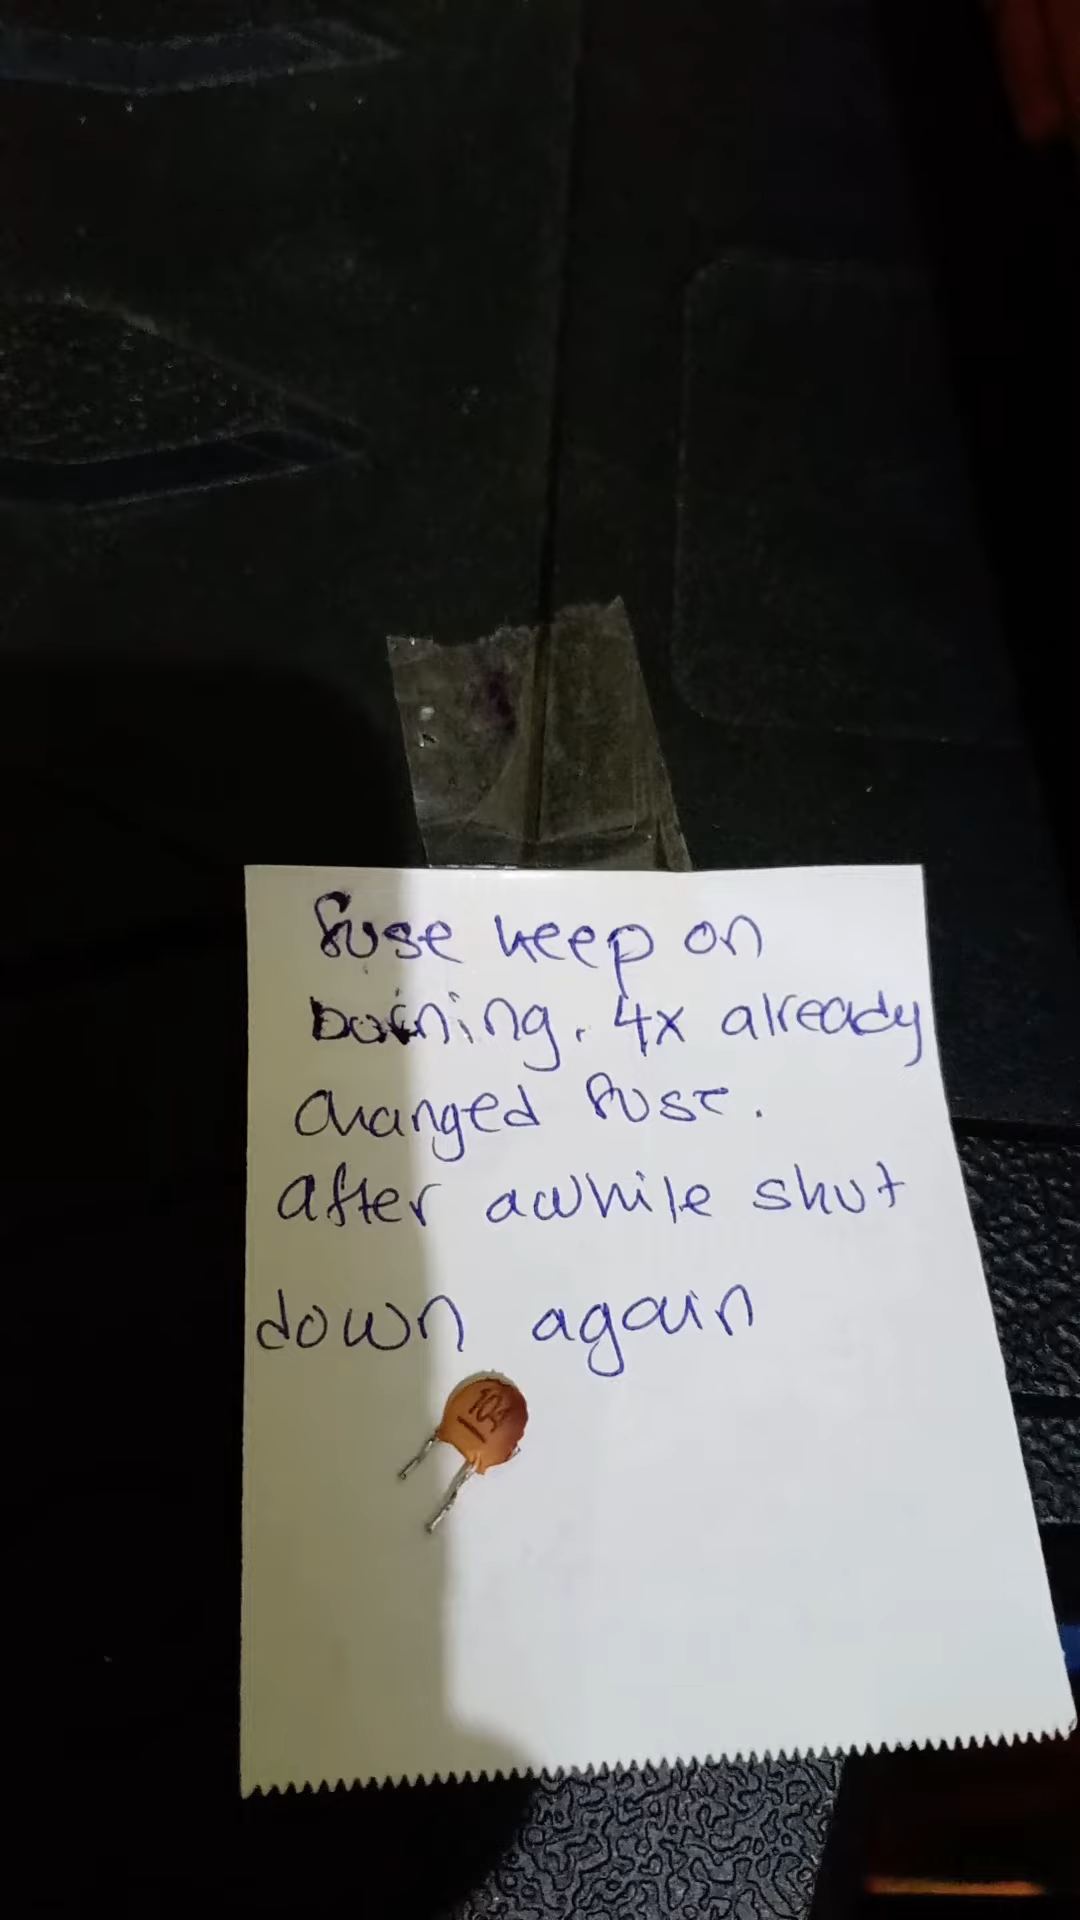 fuse keep on
burning. 4x already
changed fuse.
after awhile shut
down again
104